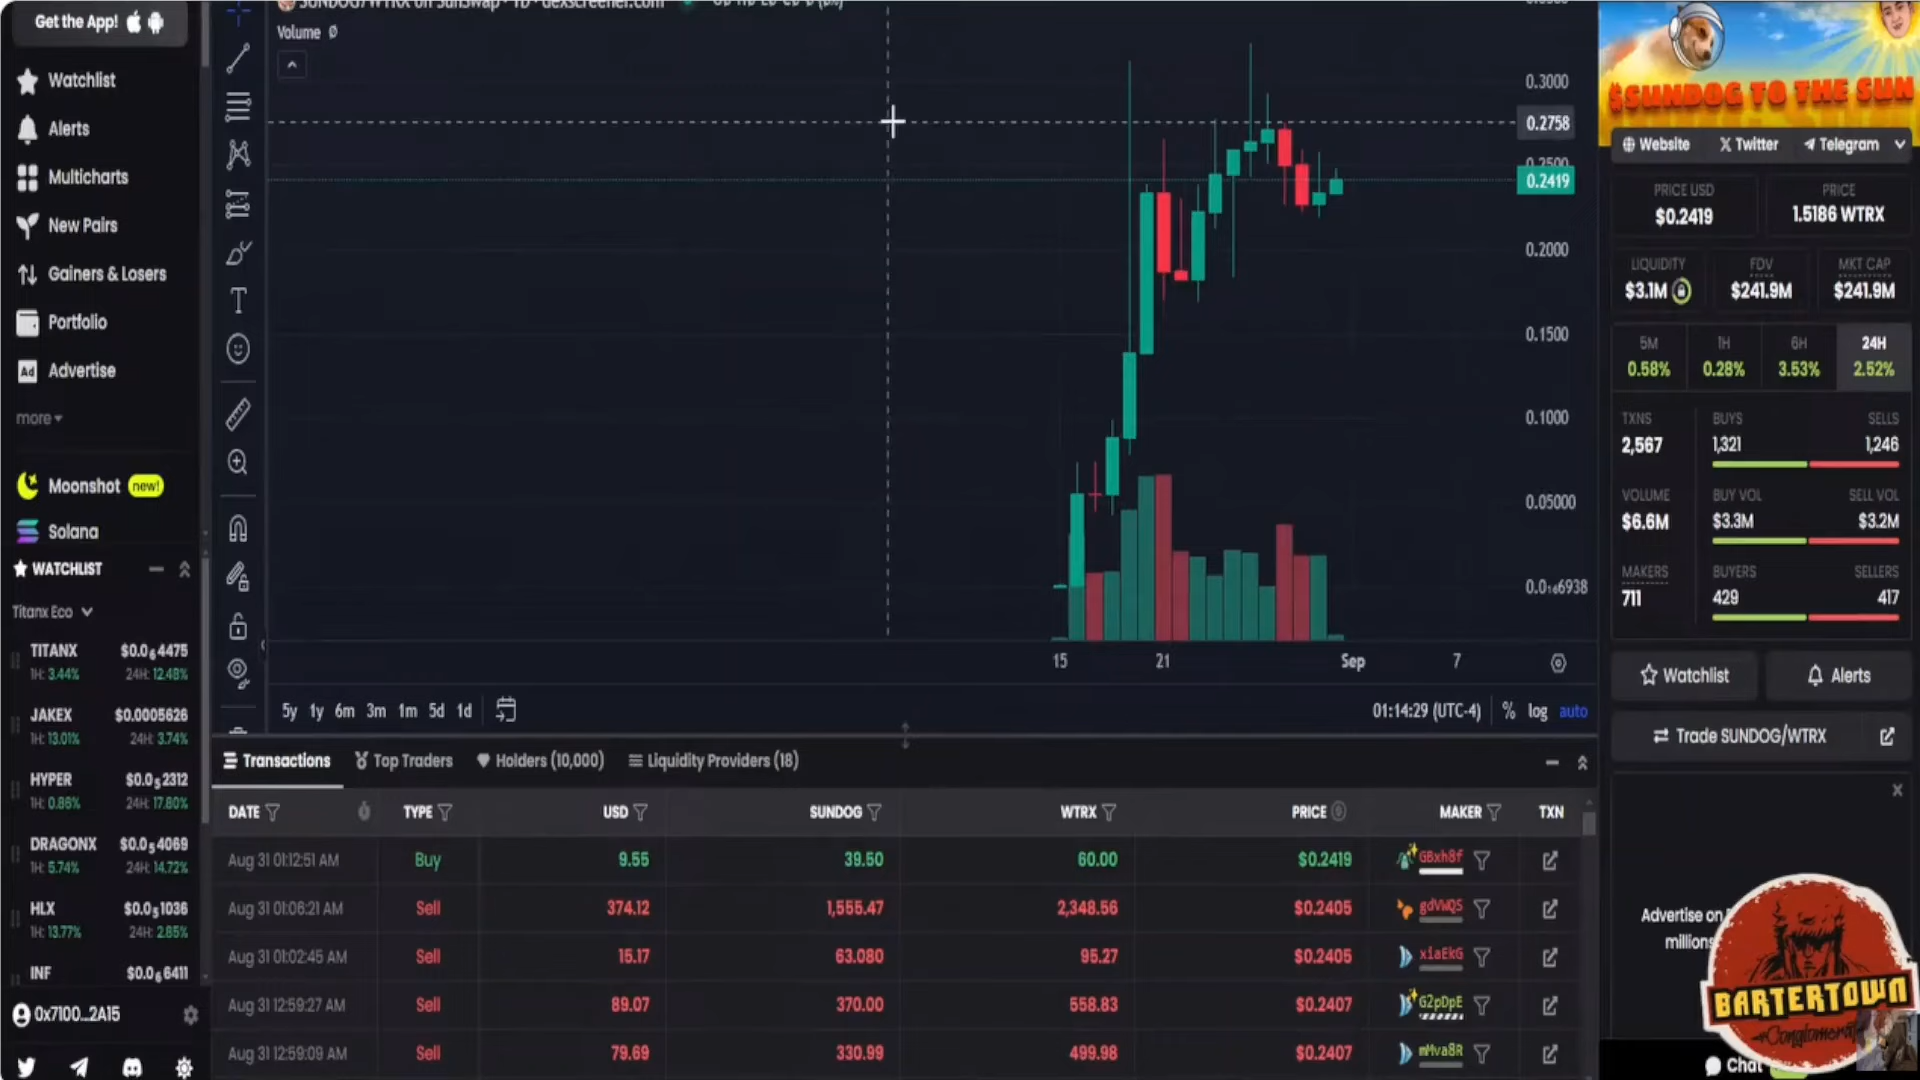 Get the App!
Watchlist
Alerts
Multicharts
New Pairs
Gainers & Losers
Portfolio
Ad Advertise
more
Moonshot new!
Solana
WATCHLIST
Titanx Eco
TITANX $0.0₆4475
1H: 3.44% 24H: 12.48%
JAKEX $0.0005626
1H: 13.01% 24H: 3.74%
HYPER $0.0₅2312
1H: 0.86% 24H: 17.80%
DRAGONX $0.0₅4069
1H: 5.74% 24H: 14.72%
HLX $0.0₅1036
1H: 13.77% 24H: 2.85%
INF $0.0₆6411
0x7100...2A15
SUNDOG/WTRX on SunSwap · 1D · dexscreener.com
Volume Ø
0.3000
0.2758
0.2500
0.2419
0.2000
0.1500
0.1000
0.05000
0.0₁₆6938
15 21 Sep 7
5y 1y 6m 3m 1m 5d 1d
01:14:29 (UTC-4) % log auto
Transactions Top Traders Holders (10,000) Liquidity Providers (18)
DATE TYPE USD SUNDOG WTRX PRICE MAKER TXN
Aug 31 01:12:51 AM Buy 9.55 39.50 60.00 $0.2419 GBxh8f
Aug 31 01:06:21 AM Sell 374.12 1,555.47 2,348.56 $0.2405 gdVWQS
Aug 31 01:02:45 AM Sell 15.17 63.080 95.27 $0.2405 xiaEkG
Aug 31 12:59:27 AM Sell 89.07 370.00 558.83 $0.2407 G2pDpE
Aug 31 12:59:09 AM Sell 79.69 330.99 499.98 $0.2407 mMva8R
$SUNDOG TO THE SUN
Website Twitter Telegram
PRICE USD
$0.2419
PRICE
1.5186 WTRX
LIQUIDITY
$3.1M
FDV
$241.9M
MKT CAP
$241.9M
5M 1H 6H 24H
0.58% 0.28% 3.53% 2.52%
TXNS BUYS SELLS
2,567 1,321 1,246
VOLUME BUY VOL SELL VOL
$6.6M $3.3M $3.2M
MAKERS BUYERS SELLERS
711 429 417
Watchlist Alerts
Trade SUNDOG/WTRX
Advertise on
millions
BARTERTOWN
Conglomerate
Chat